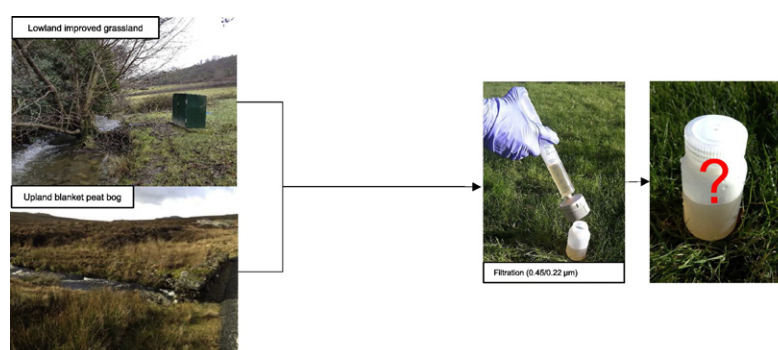 Lowland improved grassland
Upland blanket peat bog
Filtration (0.45/0.22 µm)
?